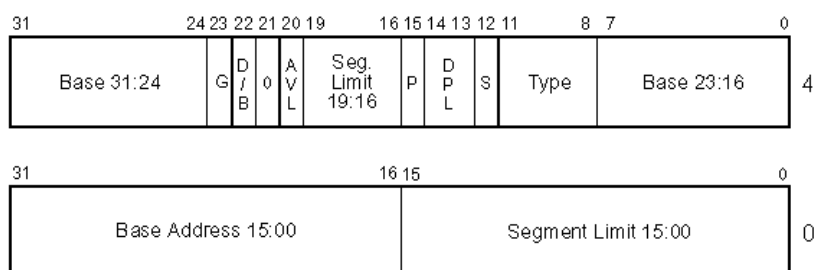 31 24 23 22 21 20 19 16 15 14 13 12 11 8 7 0
Base 31:24 G D/B 0 AVL Seg. Limit 19:16 P DPL S Type Base 23:16 4
31 16 15 0
Base Address 15:00 Segment Limit 15:00 0